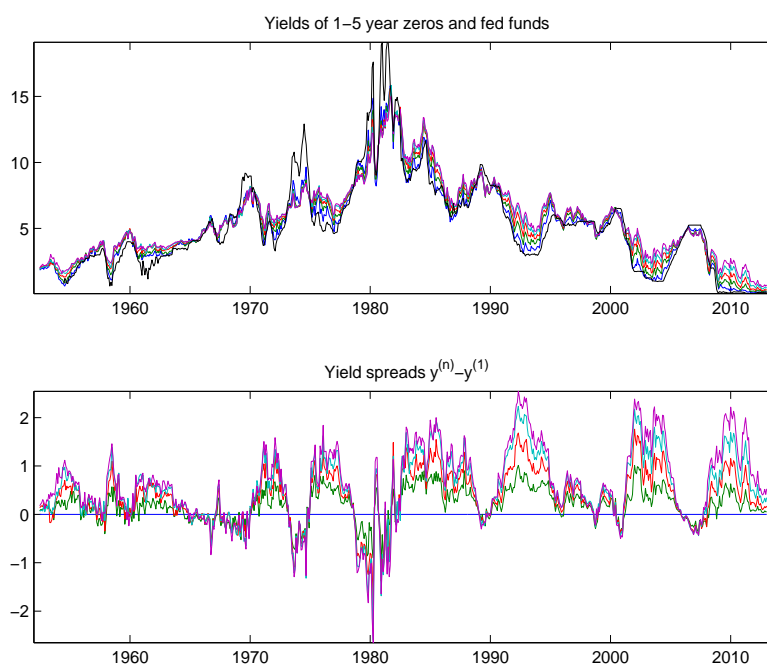 Yields of 1−5 year zeros and fed funds
15
10
5
1960 1970 1980 1990 2000 2010
Yield spreads y(n)−y(1)
2
1
0
−1
−2
1960 1970 1980 1990 2000 2010